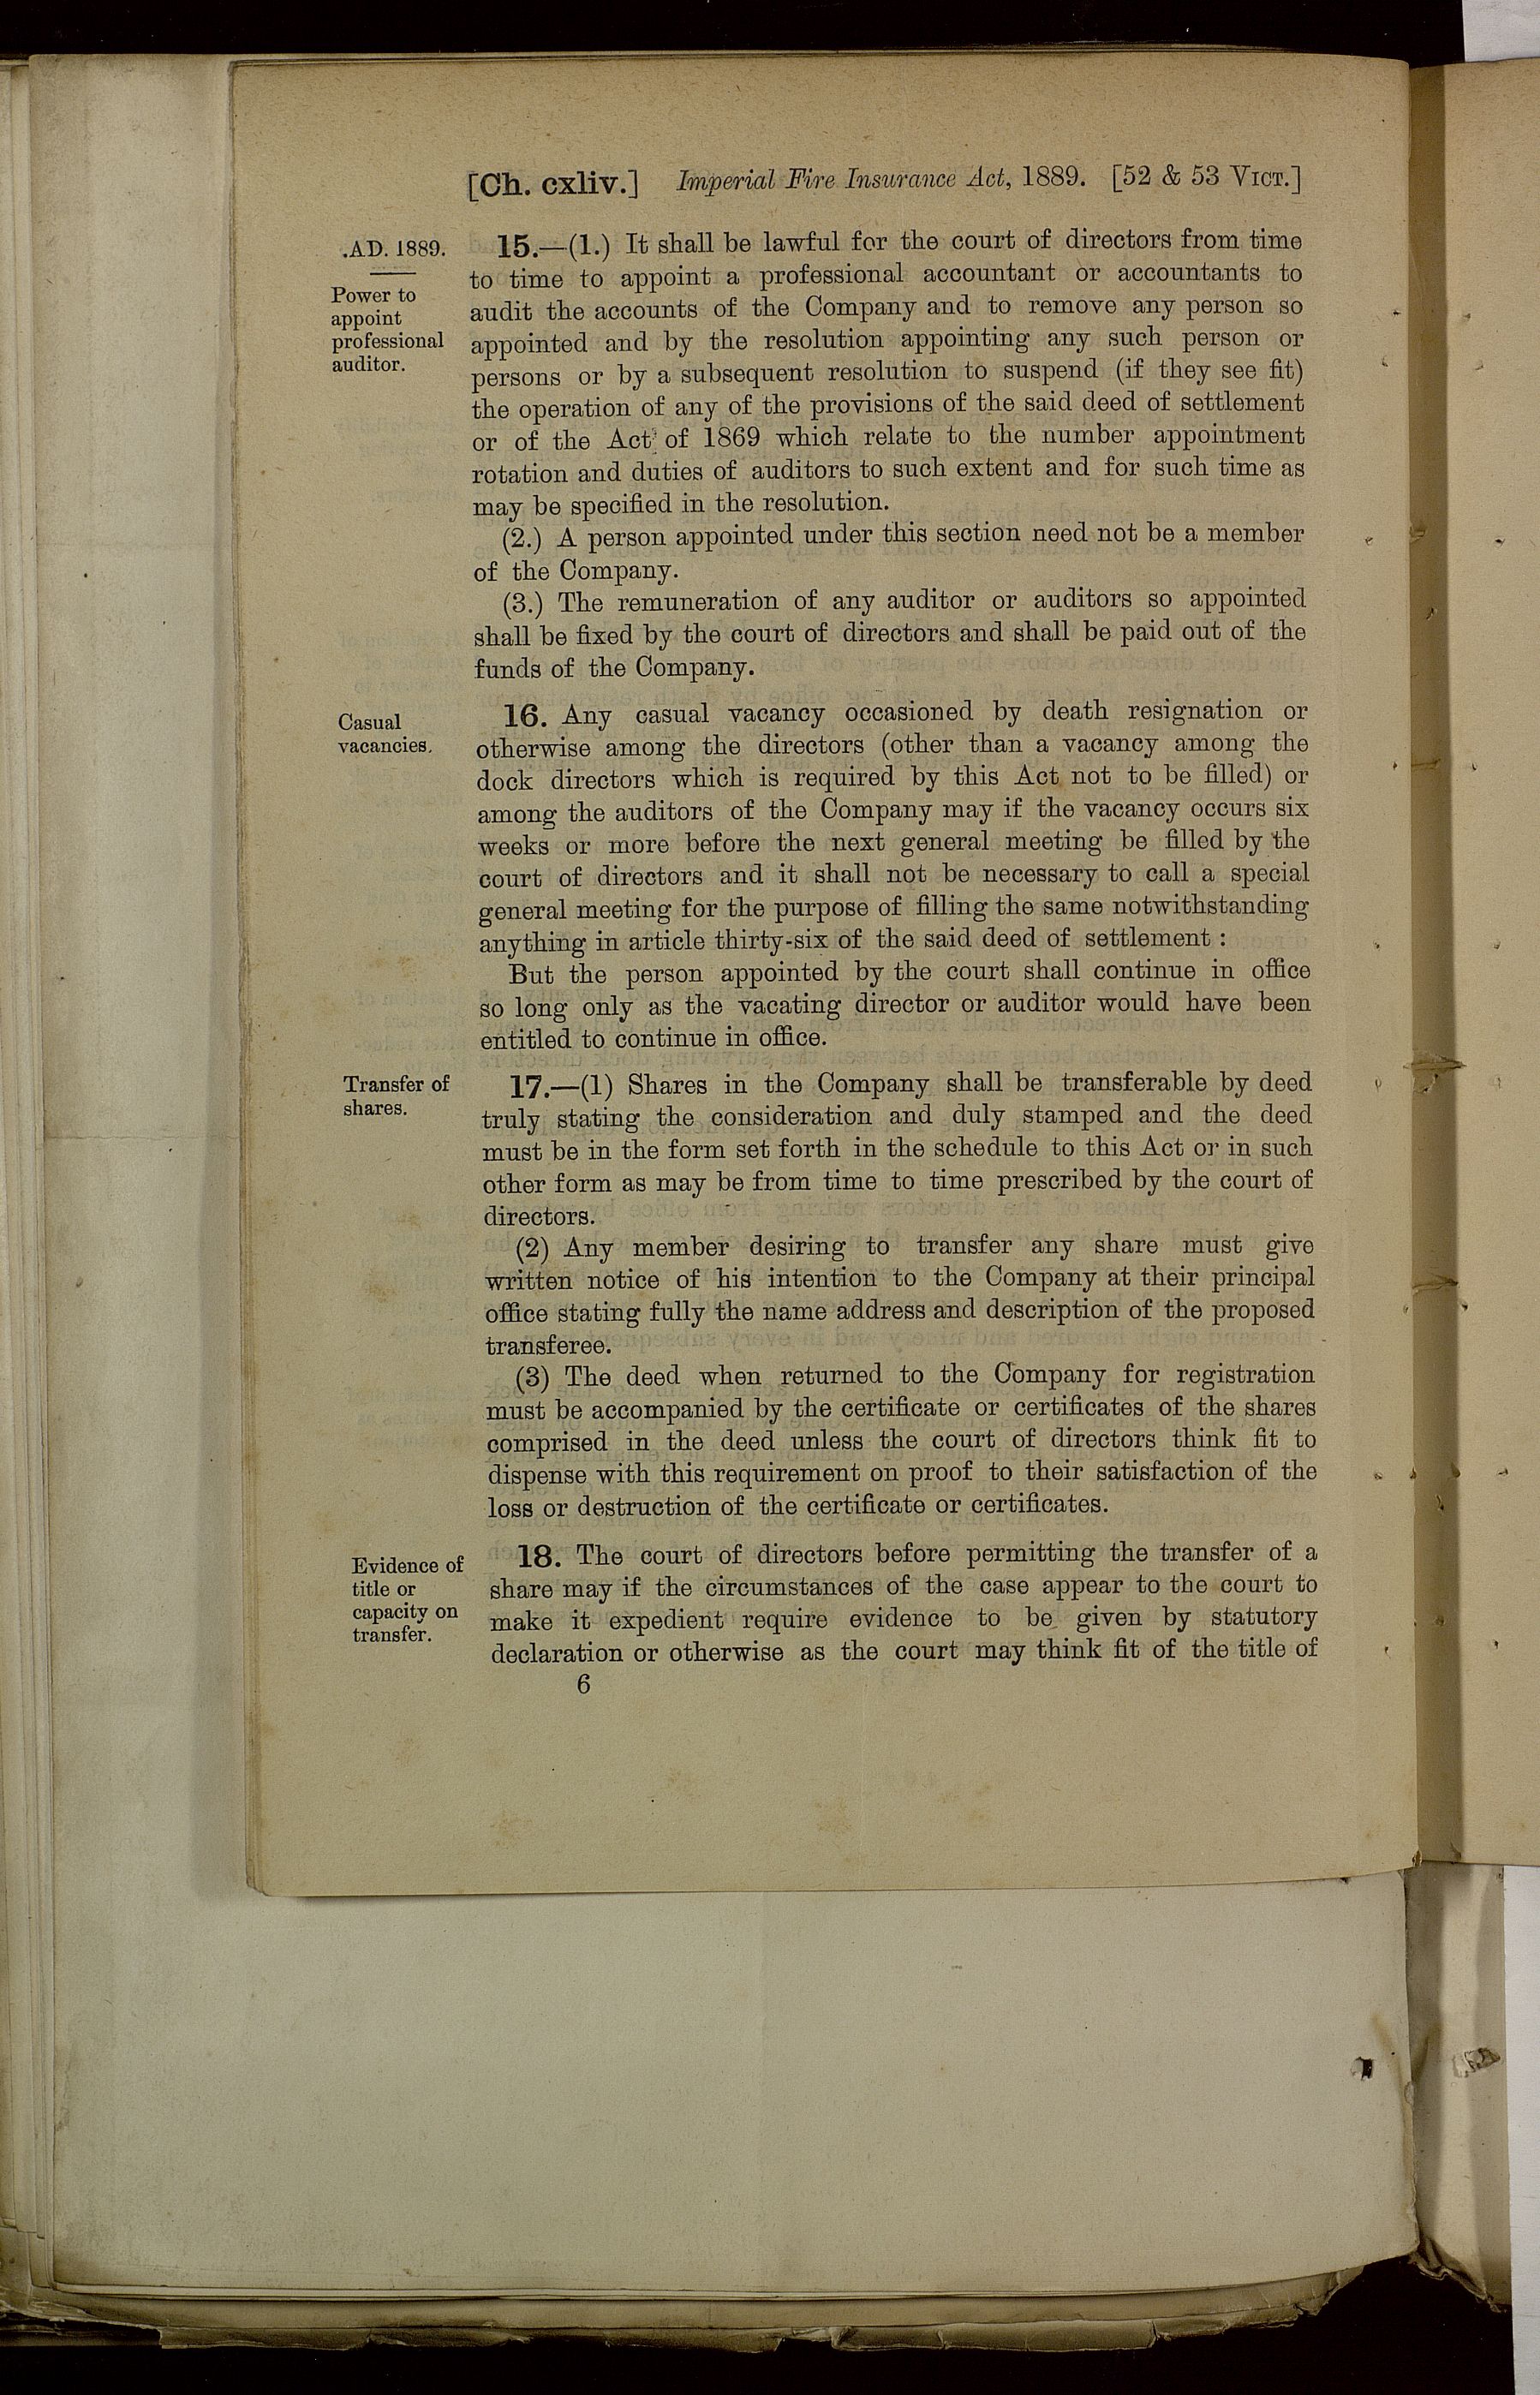 [Ch. cxliv.] Imperial Fire Insurance Act, 1889. [52 & 53 VICT.]
.AD. 1889.
Power to
appoint
professional
auditor.
15.—(1.) It shall be lawful for the court of directors from time
to time to appoint a professional accountant or accountants to
audit the accounts of the Company and to remove any person so
appointed and by the resolution appointing any such person or
persons or by a subsequent resolution to suspend (if they see fit)
the operation of any of the provisions of the said deed of settlement
or of the Act of 1869 which relate to the number appointment
rotation and duties of auditors to such extent and for such time as
may be specified in the resolution.
(2.) A person appointed under this section need not be a member
of the Company.
(3.) The remuneration of any auditor or auditors so appointed
shall be fixed by the court of directors and shall be paid out of the
funds of the Company.
Casual
vacancies.
16. Any casual vacancy occasioned by death resignation or
otherwise among the directors (other than a vacancy among the
dock directors which is required by this Act not to be filled) or
among the auditors of the Company may if the vacancy occurs six
weeks or more before the next general meeting be filled by the
court of directors and it shall not be necessary to call a special
general meeting for the purpose of filling the same notwithstanding
anything in article thirty-six of the said deed of settlement :
But the person appointed by the court shall continue in office
so long only as the vacating director or auditor would have been
entitled to continue in office.
Transfer of
shares.
17.—(1) Shares in the Company shall be transferable by deed
truly stating the consideration and duly stamped and the deed
must be in the form set forth in the schedule to this Act or in such
other form as may be from time to time prescribed by the court of
directors.
(2) Any member desiring to transfer any share must give
written notice of his intention to the Company at their principal
office stating fully the name address and description of the proposed
transferee.
(3) The deed when returned to the Company for registration
must be accompanied by the certificate or certificates of the shares
comprised in the deed unless the court of directors think fit to
dispense with this requirement on proof to their satisfaction of the
loss or destruction of the certificate or certificates.
Evidence of
title or
capacity on
transfer.
18. The court of directors before permitting the transfer of a
share may if the circumstances of the case appear to the court to
make it expedient require evidence to be given by statutory
declaration or otherwise as the court may think fit of the title of
6